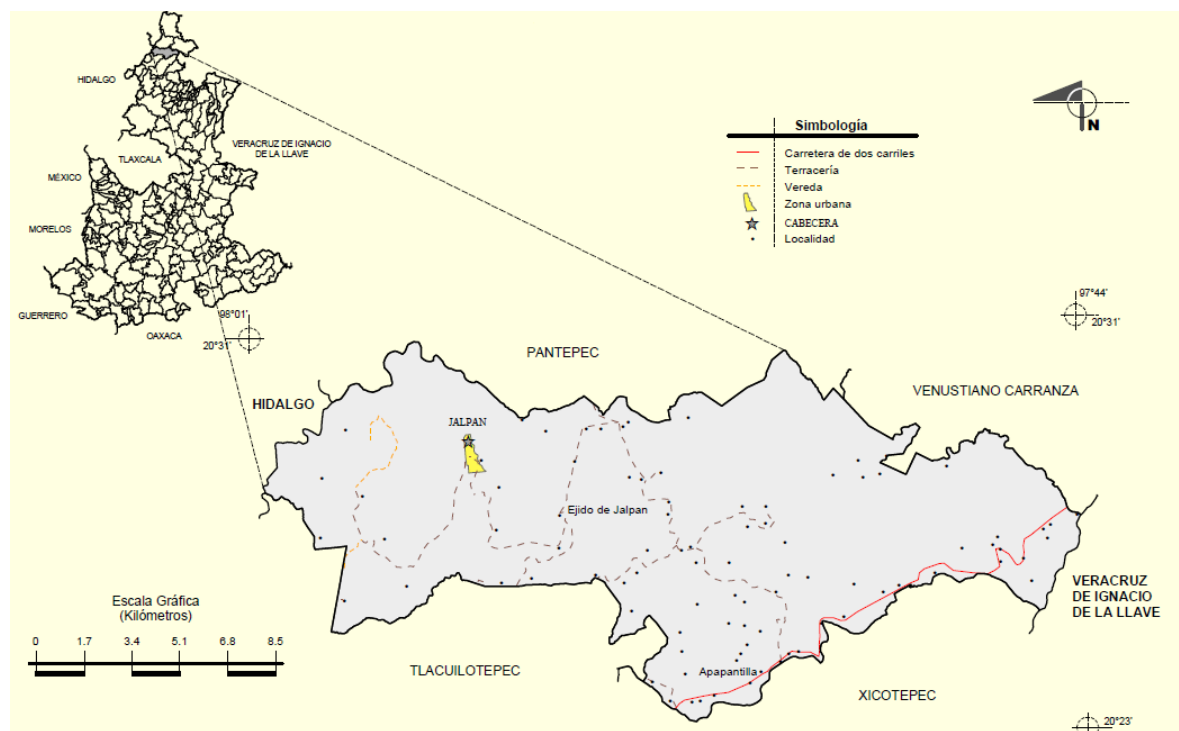 HIDALGO
VERACRUZ DE IGNACIO
DE LA LLAVE
TLAXCALA
MÉXICO
MORELOS
GUERRERO
OAXACA
98°01'
20°31'
N
Simbología
Carretera de dos carriles
Terracería
Vereda
Zona urbana
CABECERA
Localidad
97°44'
20°31'
PANTEPEC
VENUSTIANO CARRANZA
HIDALGO
JALPAN
Ejido de Jalpan
VERACRUZ
DE IGNACIO
DE LA LLAVE
Escala Gráfica
(Kilómetros)
0 1.7 3.4 5.1 6.8 8.5
TLACUILOTEPEC
Apapantilla
XICOTEPEC
20°23'